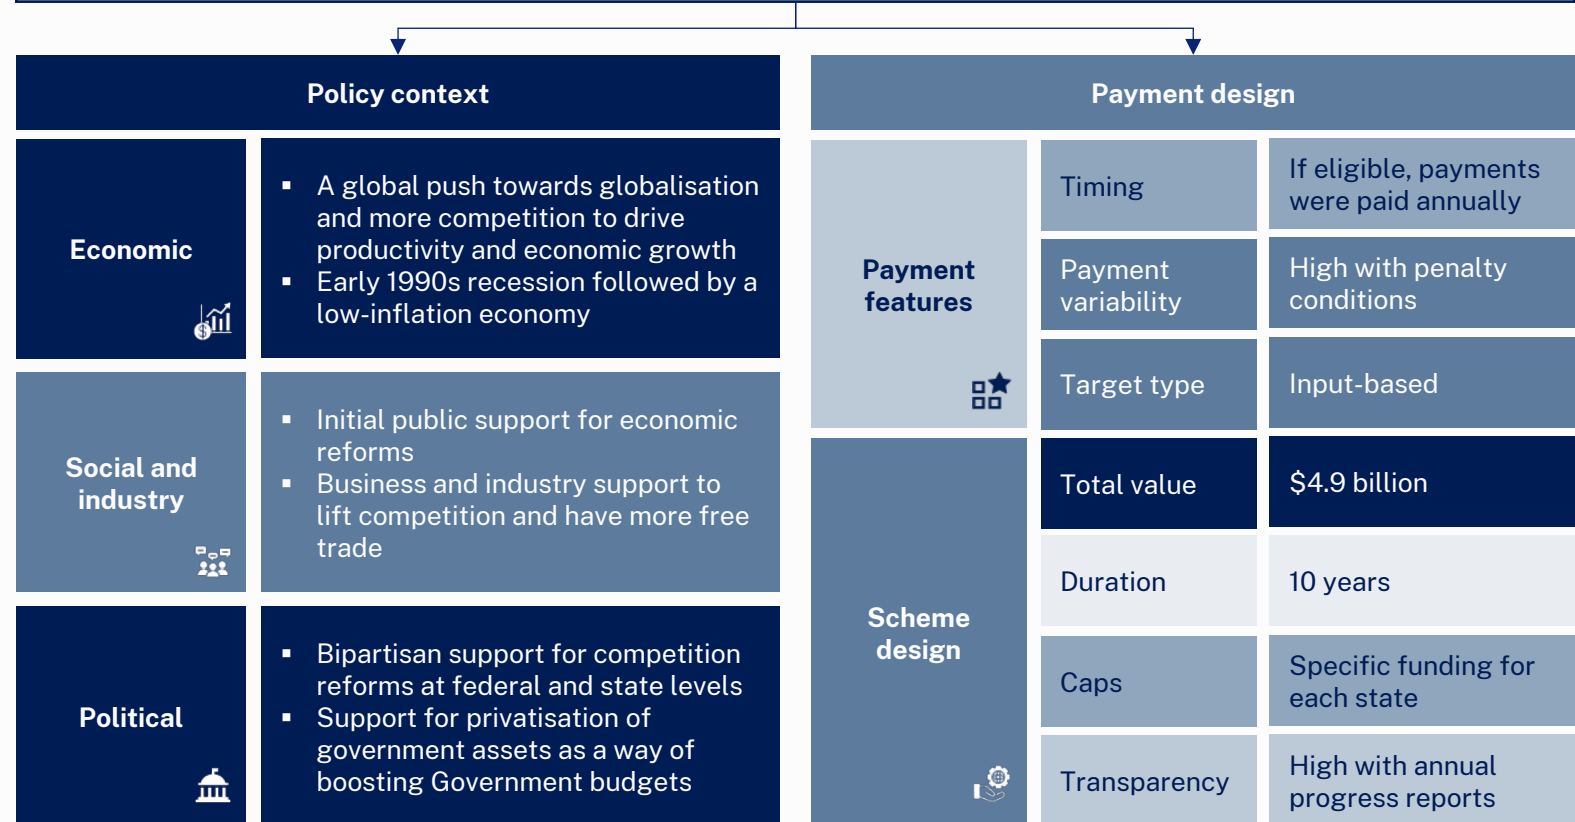 Policy context
Economic
▪ A global push towards globalisation
and more competition to drive
productivity and economic growth
▪ Early 1990s recession followed by a
low-inflation economy
Social and
industry
▪ Initial public support for economic
reforms
▪ Business and industry support to
lift competition and have more free
trade
Political
▪ Bipartisan support for competition
reforms at federal and state levels
▪ Support for privatisation of
government assets as a way of
boosting Government budgets
Payment design
Payment
features
Timing
If eligible, payments
were paid annually
Payment
variability
High with penalty
conditions
Target type
Input-based
Scheme
design
Total value
$4.9 billion
Duration
10 years
Caps
Specific funding for
each state
Transparency
High with annual
progress reports